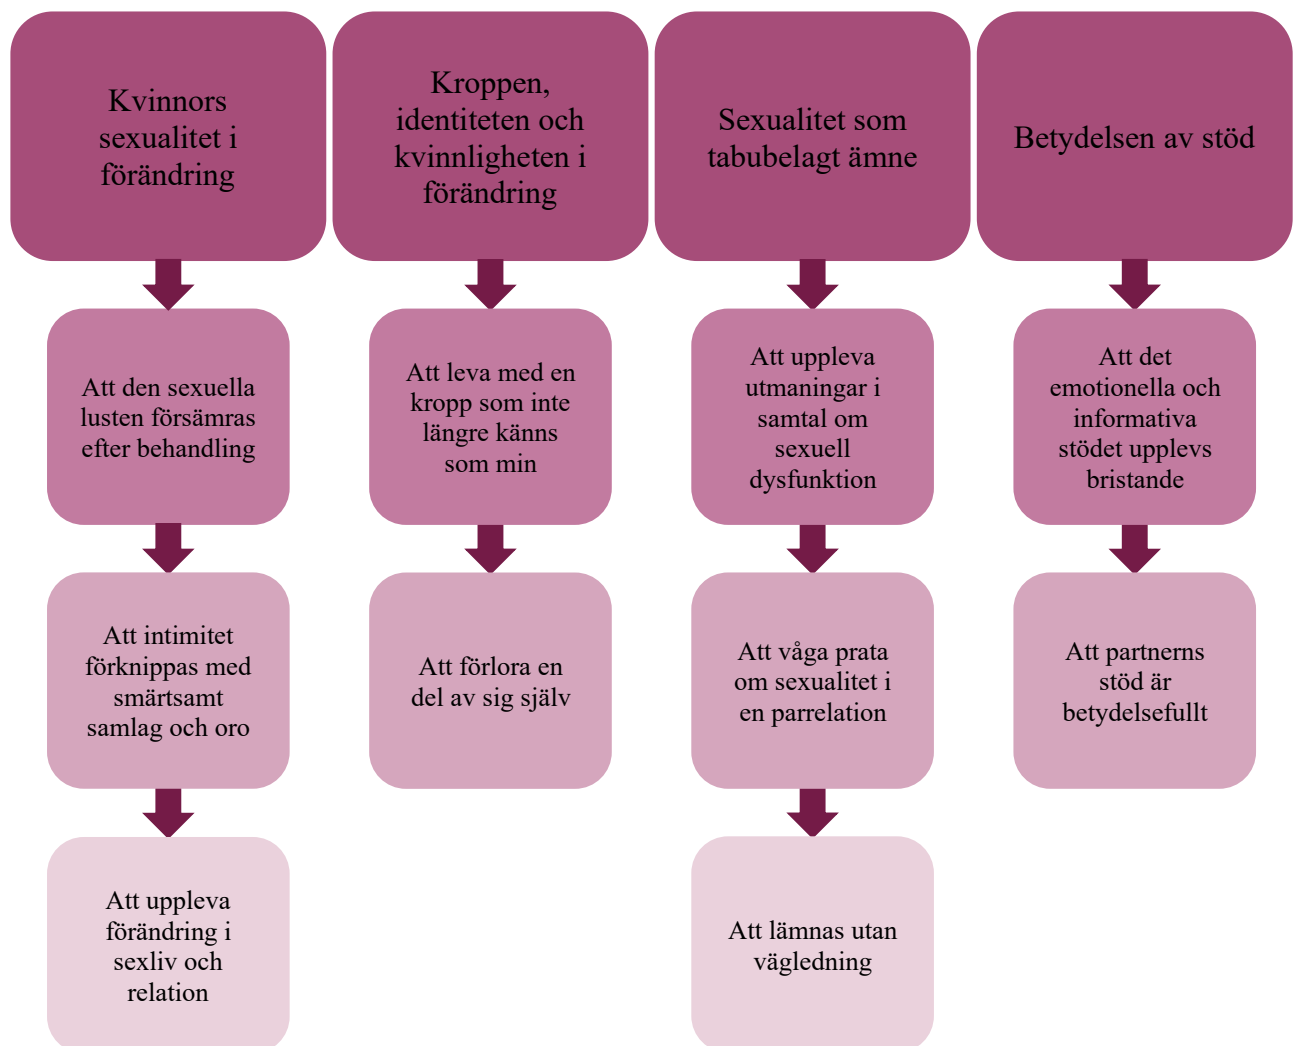 Kvinnors
sexualitet i
förändring
Att den sexuella
lusten försämras
efter behandling
Att intimitet
förknippas med
smärtsamt
samlag och oro
Att uppleva
förändring i
sexliv och
relation
Kroppen,
identiteten och
kvinnligheten i
förändring
Att leva med en
kropp som inte
längre känns
som min
Att förlora en
del av sig själv
Sexualitet som
tabubelagt ämne
Att uppleva
utmaningar i
samtal om
sexuell
dysfunktion
Att våga prata
om sexualitet i
en parrelation
Att lämnas utan
vägledning
Betydelsen av stöd
Att det
emotionella och
informativa
stödet upplevs
bristande
Att partnerns
stöd är
betydelsefullt